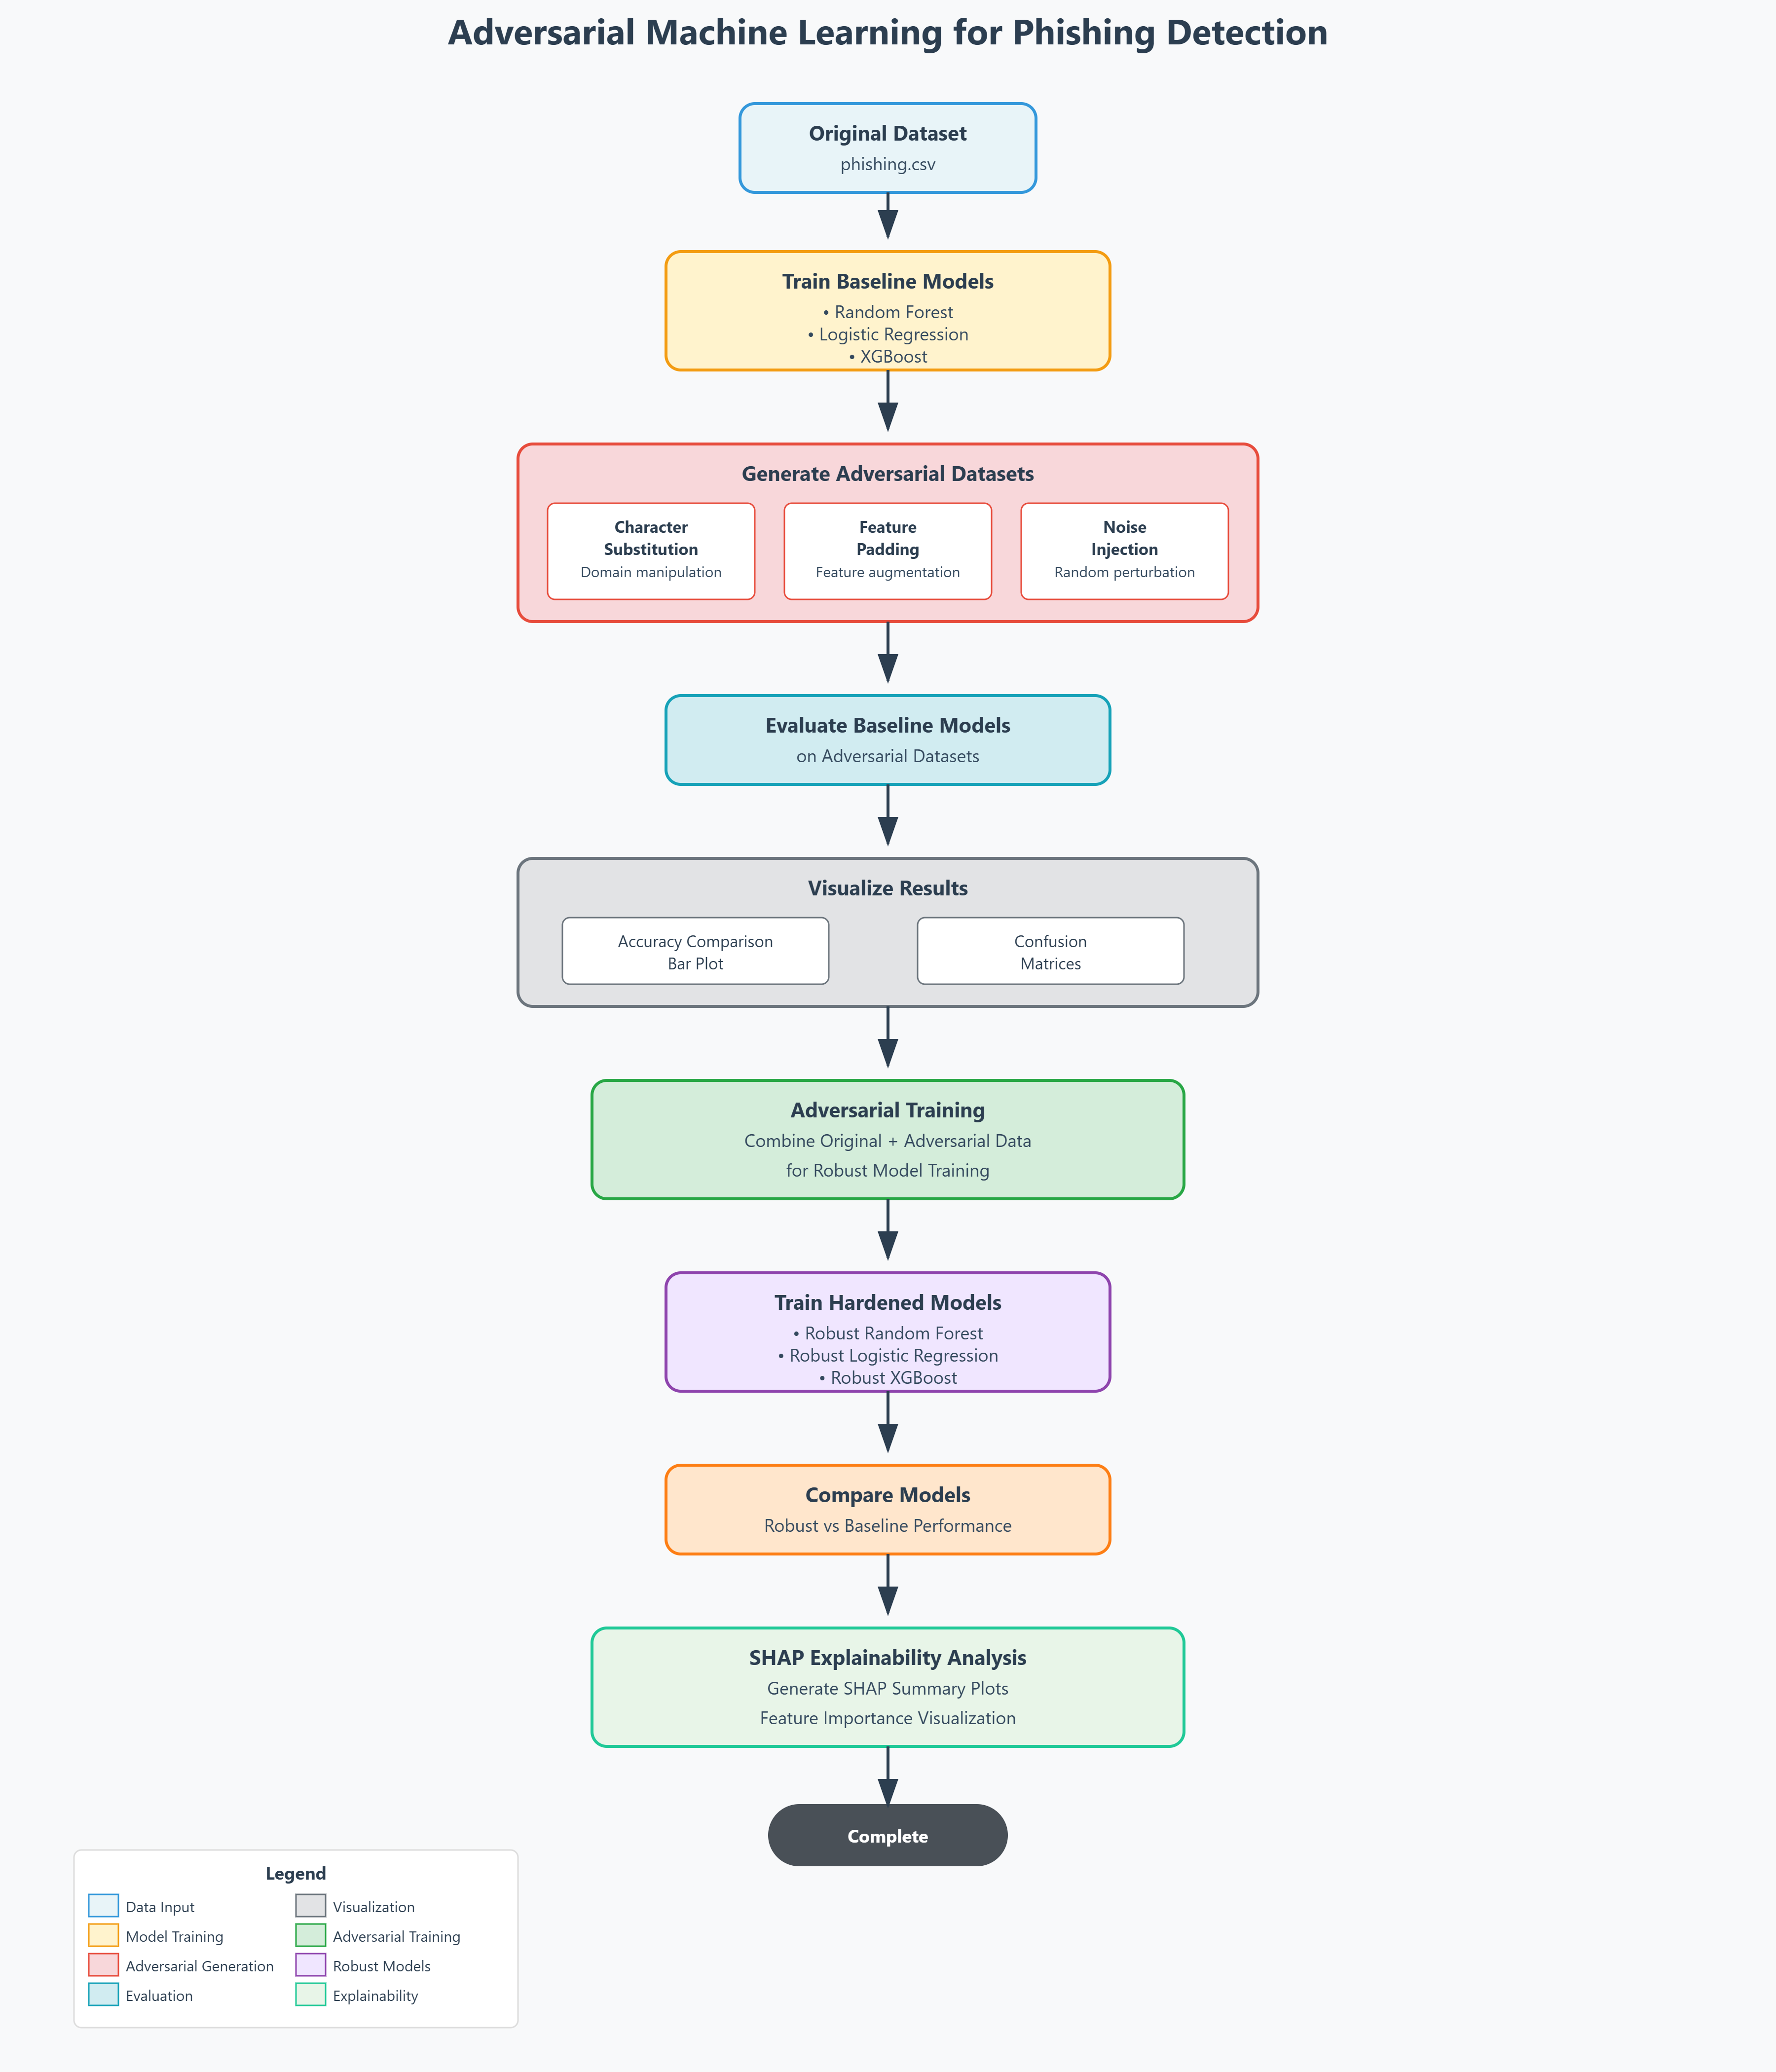 Adversarial Machine Learning for Phishing Detection
Original Dataset
phishing.csv
Train Baseline Models
• Random Forest
• Logistic Regression
• XGBoost
Generate Adversarial Datasets
Character
Substitution
Domain manipulation
Feature
Padding
Feature augmentation
Noise
Injection
Random perturbation
Evaluate Baseline Models
on Adversarial Datasets
Visualize Results
Accuracy Comparison
Bar Plot
Confusion
Matrices
Adversarial Training
Combine Original + Adversarial Data
for Robust Model Training
Train Hardened Models
• Robust Random Forest
• Robust Logistic Regression
• Robust XGBoost
Compare Models
Robust vs Baseline Performance
SHAP Explainability Analysis
Generate SHAP Summary Plots
Feature Importance Visualization
Complete
Legend
Data Input
Model Training
Adversarial Generation
Evaluation
Visualization
Adversarial Training
Robust Models
Explainability